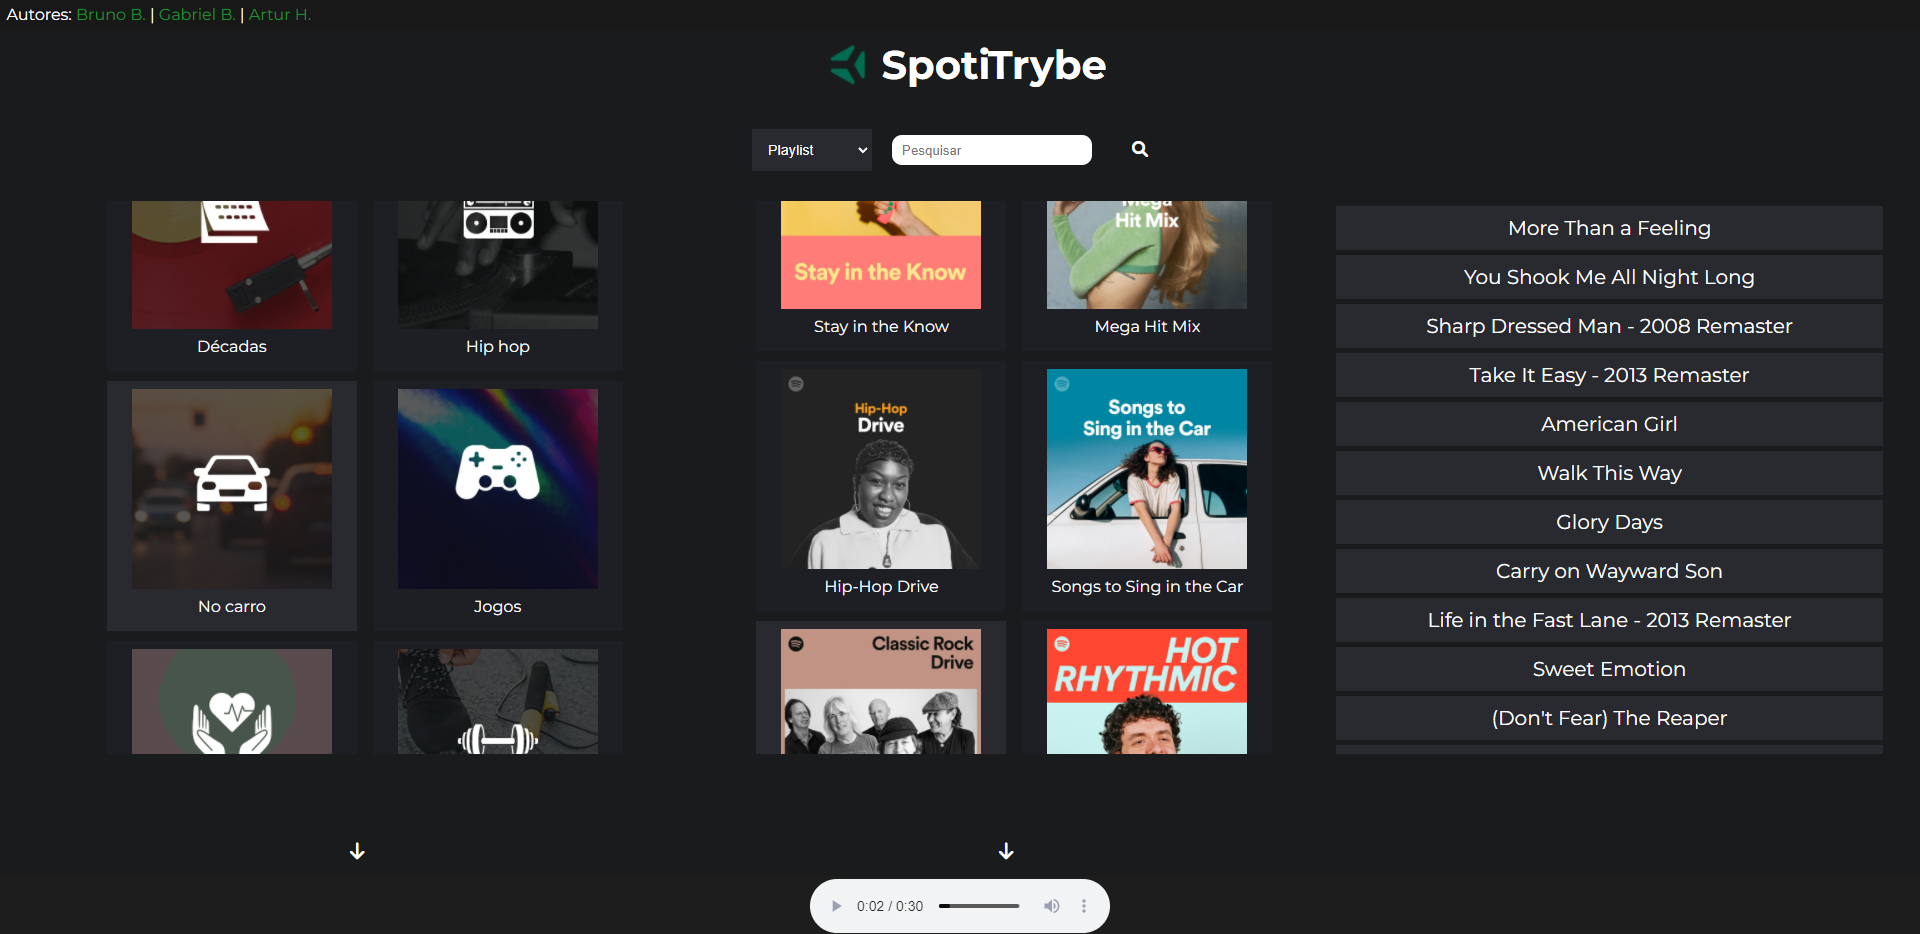 Autores: Bruno B. | Gabriel B. | Artur H.
SpotiTrybe
Playlist
Pesquisar
Décadas
Hip hop
No carro
Jogos
Stay in the Know
Stay in the Know
Mega
Hit Mix
Mega Hit Mix
Hip-Hop
Drive
Hip-Hop Drive
Songs to
Sing in the Car
Songs to Sing in the Car
Classic Rock
Drive
HOT
RHYTHMIC
More Than a Feeling
You Shook Me All Night Long
Sharp Dressed Man - 2008 Remaster
Take It Easy - 2013 Remaster
American Girl
Walk This Way
Glory Days
Carry on Wayward Son
Life in the Fast Lane - 2013 Remaster
Sweet Emotion
(Don't Fear) The Reaper
0:02 / 0:30